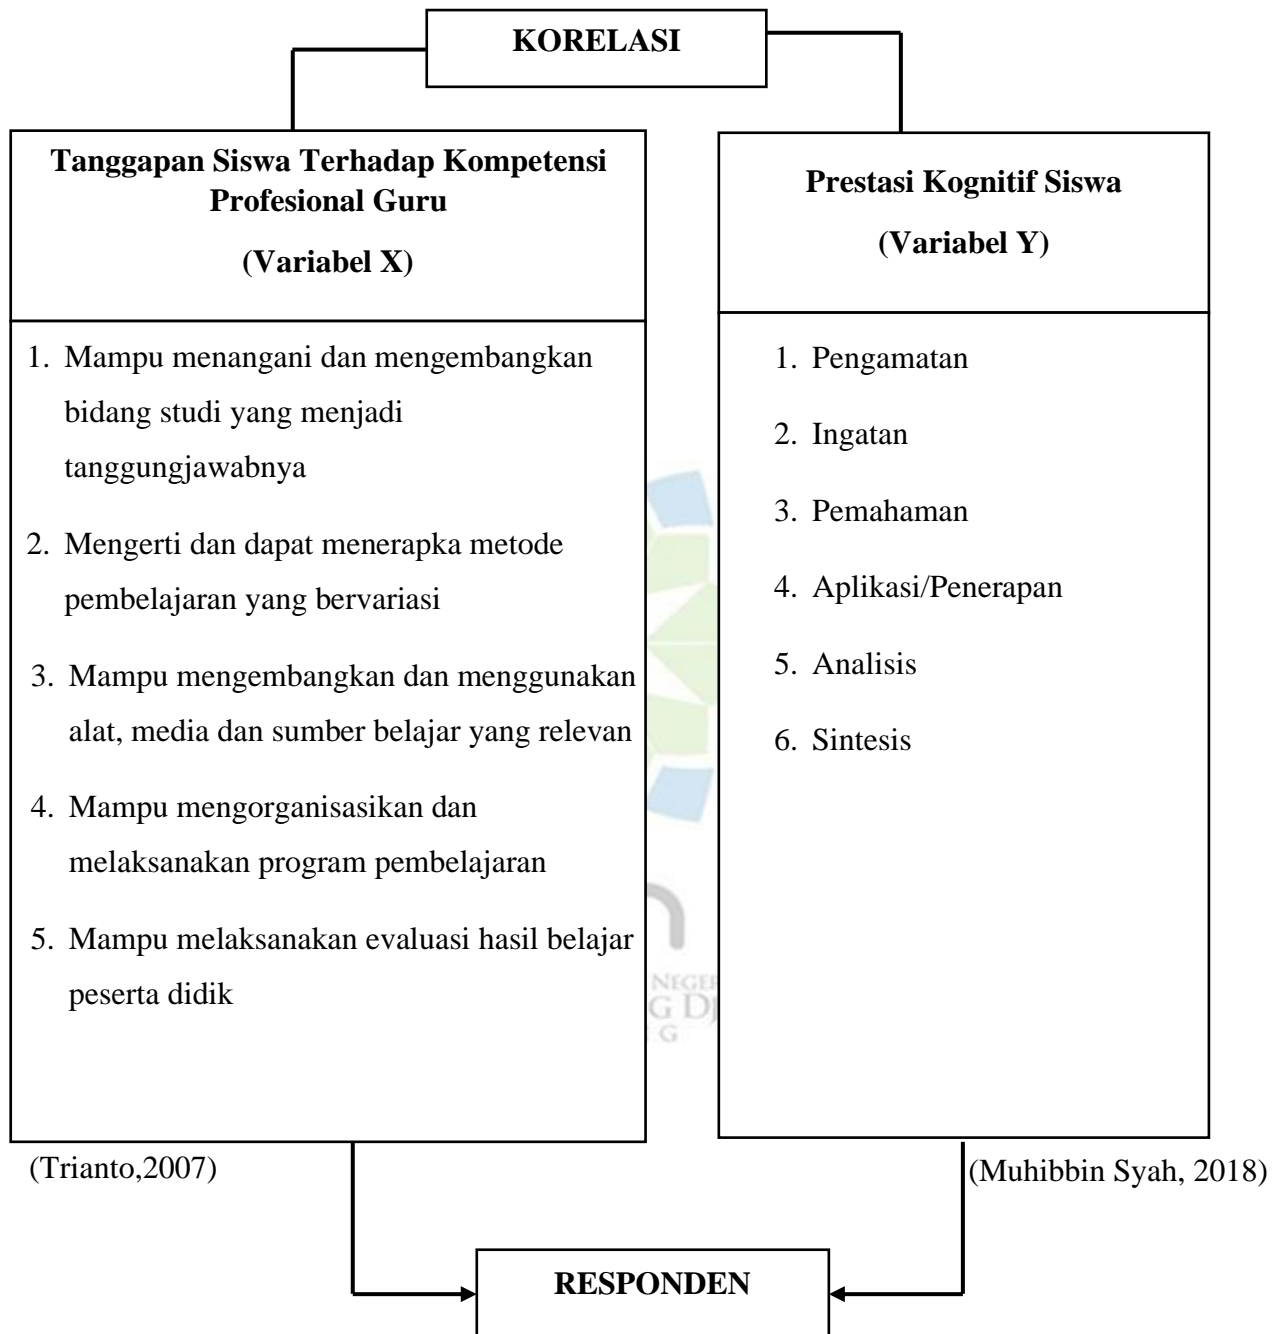 KORELASI
Tanggapan Siswa Terhadap Kompetensi
Profesional Guru
(Variabel X)
1. Mampu menangani dan mengembangkan
bidang studi yang menjadi
tanggungjawabnya
2. Mengerti dan dapat menerapka metode
pembelajaran yang bervariasi
3. Mampu mengembangkan dan menggunakan
alat, media dan sumber belajar yang relevan
4. Mampu mengorganisasikan dan
melaksanakan program pembelajaran
5. Mampu melaksanakan evaluasi hasil belajar
peserta didik
(Trianto,2007)
Prestasi Kognitif Siswa
(Variabel Y)
1. Pengamatan
2. Ingatan
3. Pemahaman
4. Aplikasi/Penerapan
5. Analisis
6. Sintesis
(Muhibbin Syah, 2018)
RESPONDEN